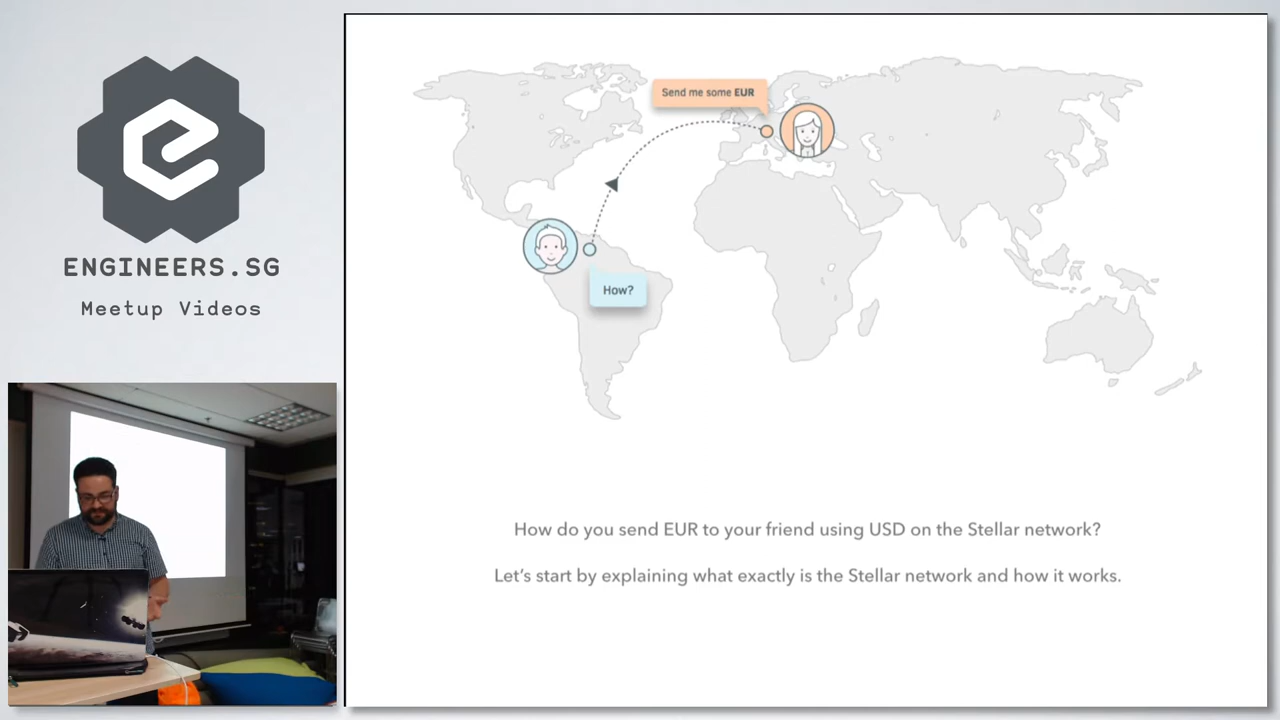 ENGINEERS.SG
Meetup Videos
Send me some EUR
How?
How do you send EUR to your friend using USD on the Stellar network?
Let's start by explaining what exactly is the Stellar network and how it works.